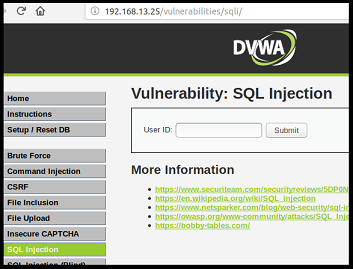 192.168.13.25/vulnerabilities/sqli/
DVWA
Home
Instructions
Setup / Reset DB
Brute Force
Command Injection
CSRF
File Inclusion
File Upload
Insecure CAPTCHA
SQL Injection
SQL Injection (Blind)
Vulnerability: SQL Injection
User ID:
Submit
More Information
https://www.securiteam.com/securityreviews/5DP0N
https://en.wikipedia.org/wiki/SQL_injection
https://www.netsparker.com/blog/web-security/sql-in
https://owasp.org/www-community/attacks/SQL_Inje
https://bobby-tables.com/